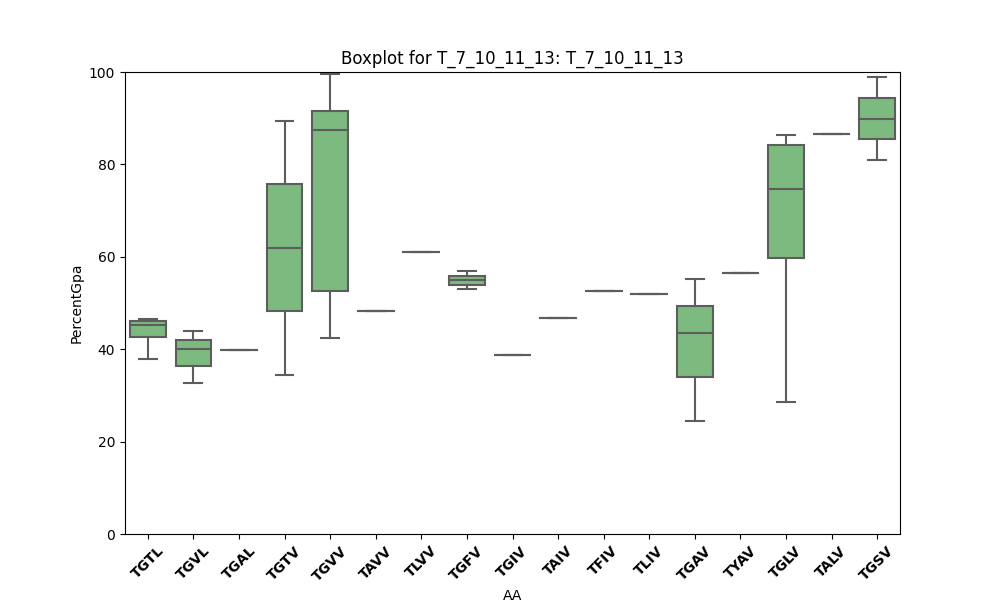 Boxplot for T_7_10_11_13: T_7_10_11_13
100
80
60
40
20
0
PercentGpa
TGTL TGVL TGAL TGTV TGVV TAVV TLVV TGFV TGIV TAIV TFIV TLIV TGAV TYAV TGLV TALV TGSV
AA